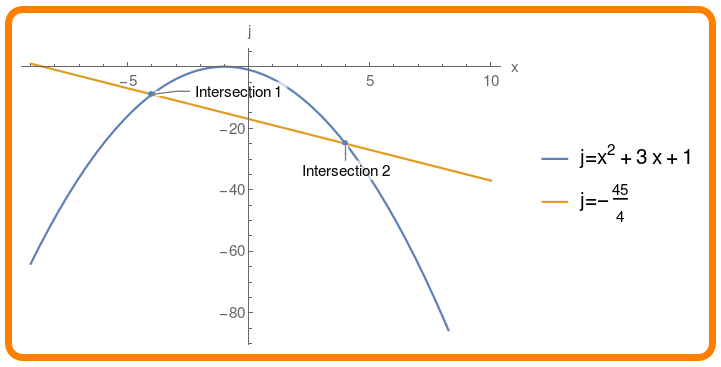 j
x
−5
5
10
−20
−40
−60
−80
Intersection 1
Intersection 2
j=x² + 3 x + 1
j=− 45/4